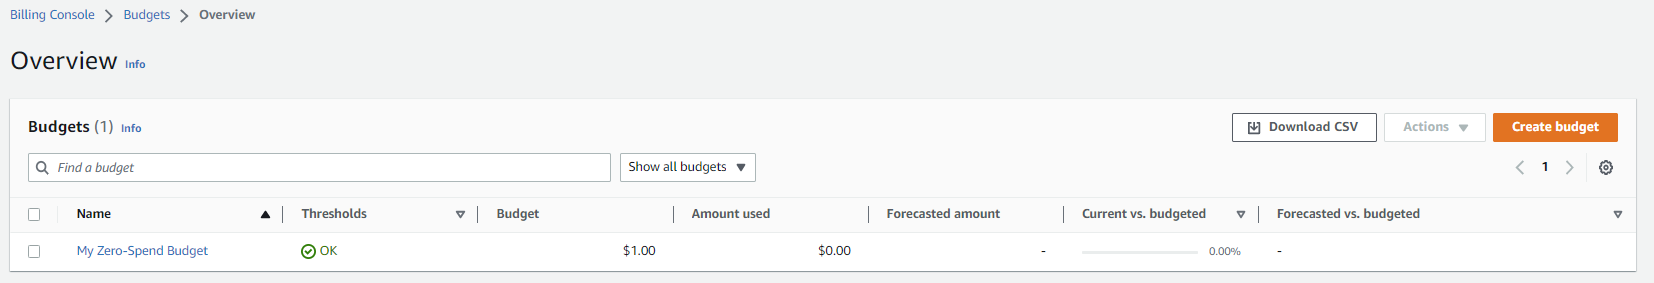 Billing Console > Budgets > Overview
Overview Info
Budgets (1) Info
Download CSV Actions Create budget
Find a budget Show all budgets 1
Name Thresholds Budget Amount used Forecasted amount Current vs. budgeted Forecasted vs. budgeted
My Zero-Spend Budget OK $1.00 $0.00 - 0.00% -